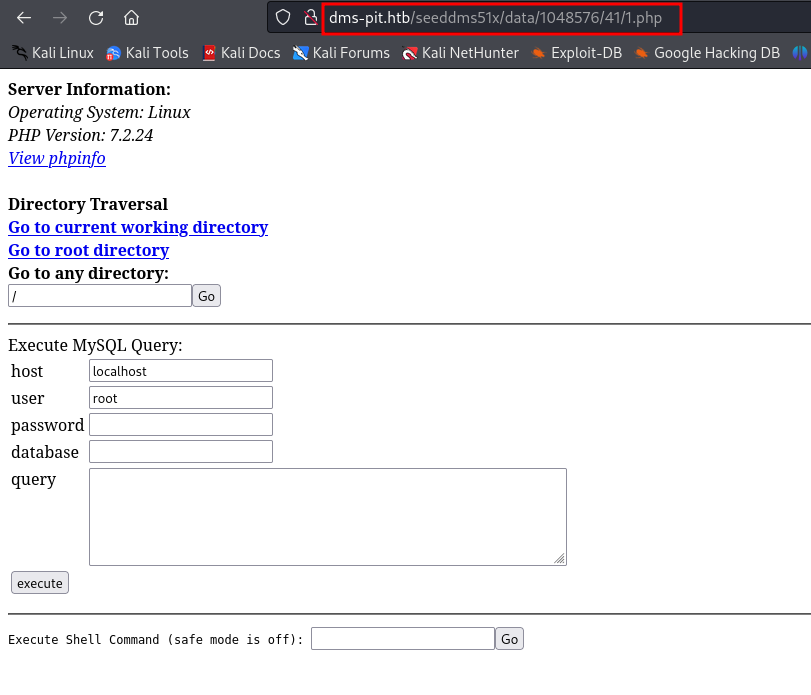 dms-pit.htb/seeddms51x/data/1048576/41/1.php
Kali Linux Kali Tools Kali Docs Kali Forums Kali NetHunter Exploit-DB Google Hacking DB
Server Information:
Operating System: Linux
PHP Version: 7.2.24
View phpinfo
Directory Traversal
Go to current working directory
Go to root directory
Go to any directory:
/ Go
Execute MySQL Query:
host localhost
user root
password
database
query
execute
Execute Shell Command (safe mode is off): Go